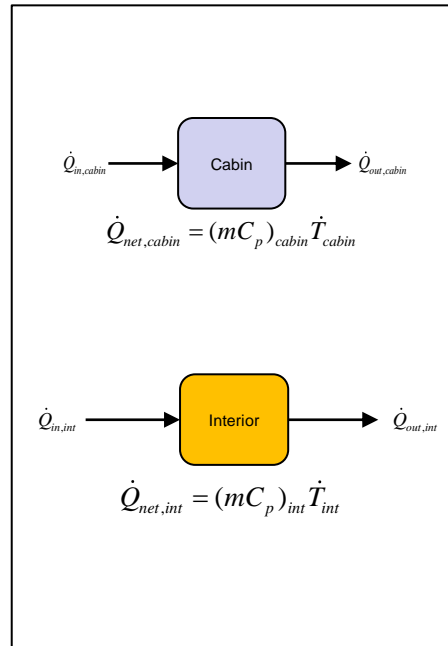 Q̇in,cabin Cabin Q̇out,cabin
Q̇net,cabin = (mCp)cabin Ṫcabin
Q̇in,int Interior Q̇out,int
Q̇net,int = (mCp)int Ṫint